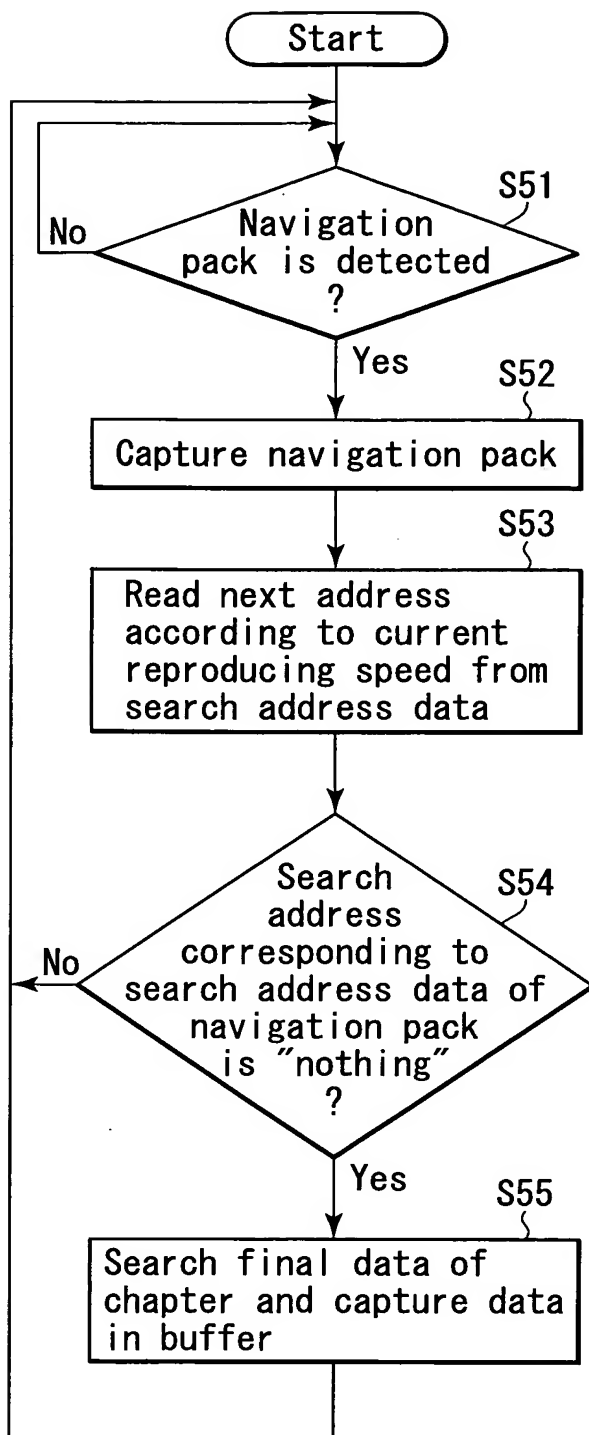 Start
S51
No
Navigation
pack is detected
?
Yes
S52
Capture navigation pack
S53
Read next address
according to current
reproducing speed from
search address data
S54
Search
address
corresponding to
No
search address data of
navigation pack
is "nothing"
?
Yes
S55
Search final data of
chapter and capture data
in buffer